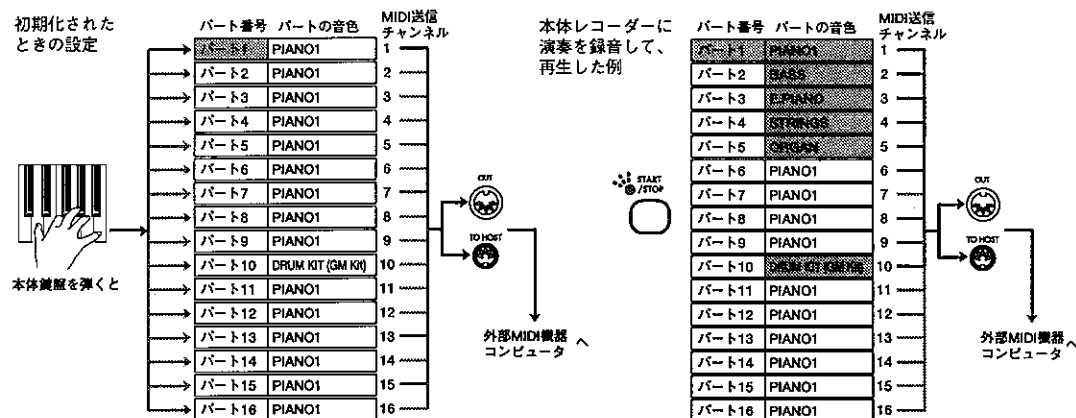 初期化された
ときの設定
パート番号 パートの音色 MIDI送信
チャンネル
パート1 PIANO1 1
パート2 PIANO1 2
パート3 PIANO1 3
パート4 PIANO1 4
パート5 PIANO1 5
パート6 PIANO1 6
パート7 PIANO1 7
パート8 PIANO1 8
パート9 PIANO1 9
パート10 DRUM KIT (GM Kit) 10
パート11 PIANO1 11
パート12 PIANO1 12
パート13 PIANO1 13
パート14 PIANO1 14
パート15 PIANO1 15
パート16 PIANO1 16
本体鍵盤を弾くと
OUT
TO HOST
外部MIDI機器
コンピュータ へ
本体レコーダーに
演奏を録音して、
再生した例
START
/STOP
パート番号 パートの音色 MIDI送信
チャンネル
パート1 PIANO1 1
パート2 BASS 2
パート3 E.PIANO 3
パート4 STRINGS 4
パート5 ORGAN 5
パート6 PIANO1 6
パート7 PIANO1 7
パート8 PIANO1 8
パート9 PIANO1 9
パート10 DRUM KIT (GM Kit) 10
パート11 PIANO1 11
パート12 PIANO1 12
パート13 PIANO1 13
パート14 PIANO1 14
パート15 PIANO1 15
パート16 PIANO1 16
OUT
TO HOST
外部MIDI機器
コンピュータ へ